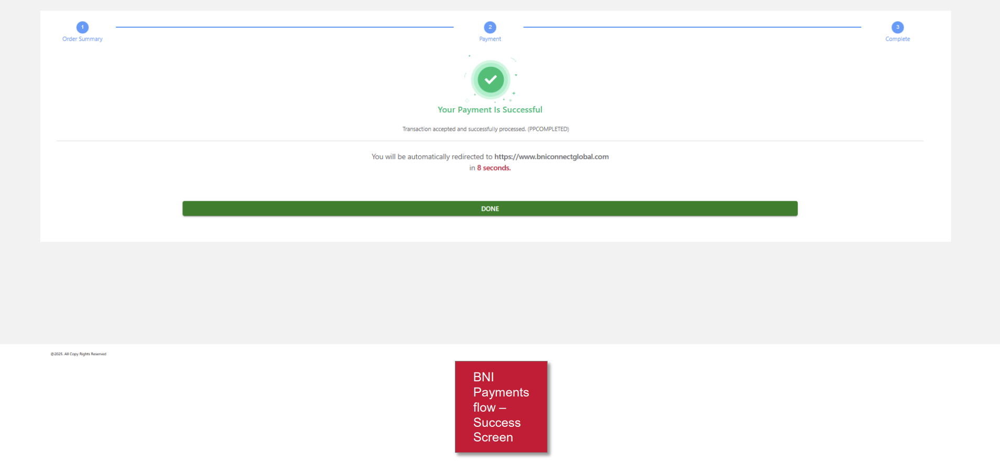 1
2
3
Order Summary
Payment
Complete
Your Payment Is Successful
Transaction accepted and successfully processed. (PPCOMPLETED)
You will be automatically redirected to https://www.bniconnectglobal.com
in 8 seconds.
DONE
@2025. All Copy Rights Reserved
BNI
Payments
flow –
Success
Screen